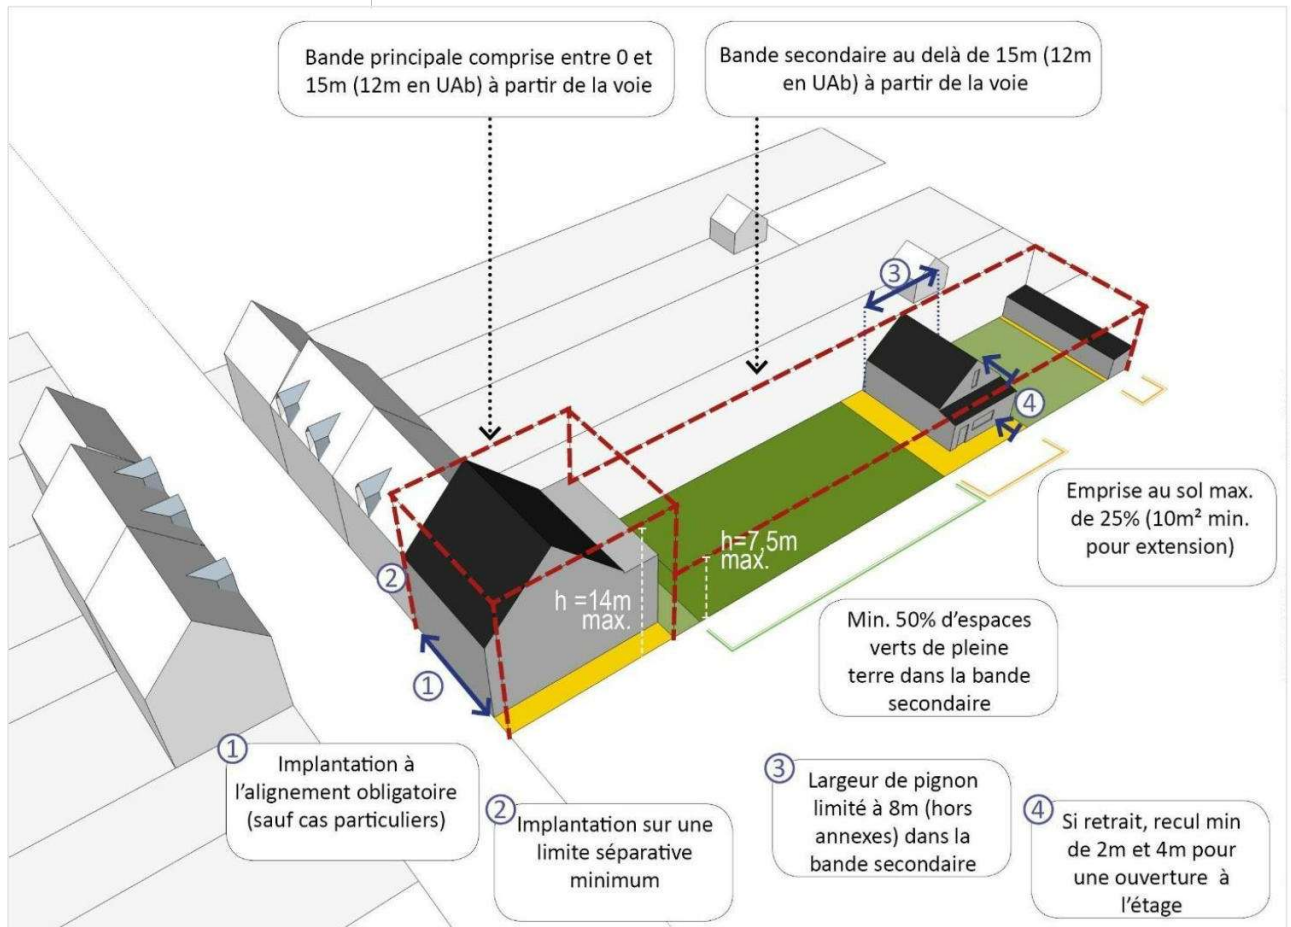 Bande principale comprise entre 0 et
15m (12m en UAb) à partir de la voie
Bande secondaire au delà de 15m (12m
en UAb) à partir de la voie
3
4
Emprise au sol max.
de 25% (10m² min.
pour extension)
h=7,5m
max.
2
h =14m
max.
Min. 50% d'espaces
verts de pleine
terre dans la bande
secondaire
1
1
Implantation à
l'alignement obligatoire
(sauf cas particuliers)
2
Implantation sur une
limite séparative
minimum
3
Largeur de pignon
limité à 8m (hors
annexes) dans la
bande secondaire
4
Si retrait, recul min
de 2m et 4m pour
une ouverture à
l'étage